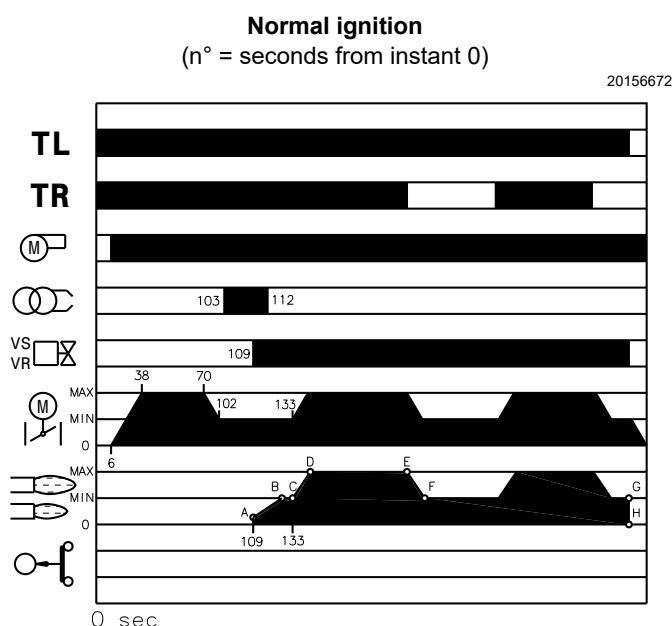 Normal ignition
(n° = seconds from instant 0)
20156672
TL
TR
M
103 112
VS
VR
109
38 70
MAX
M
102 133
MIN
0
6
MAX
D E
B C F G
MIN
A H
0
109 133
0 sec